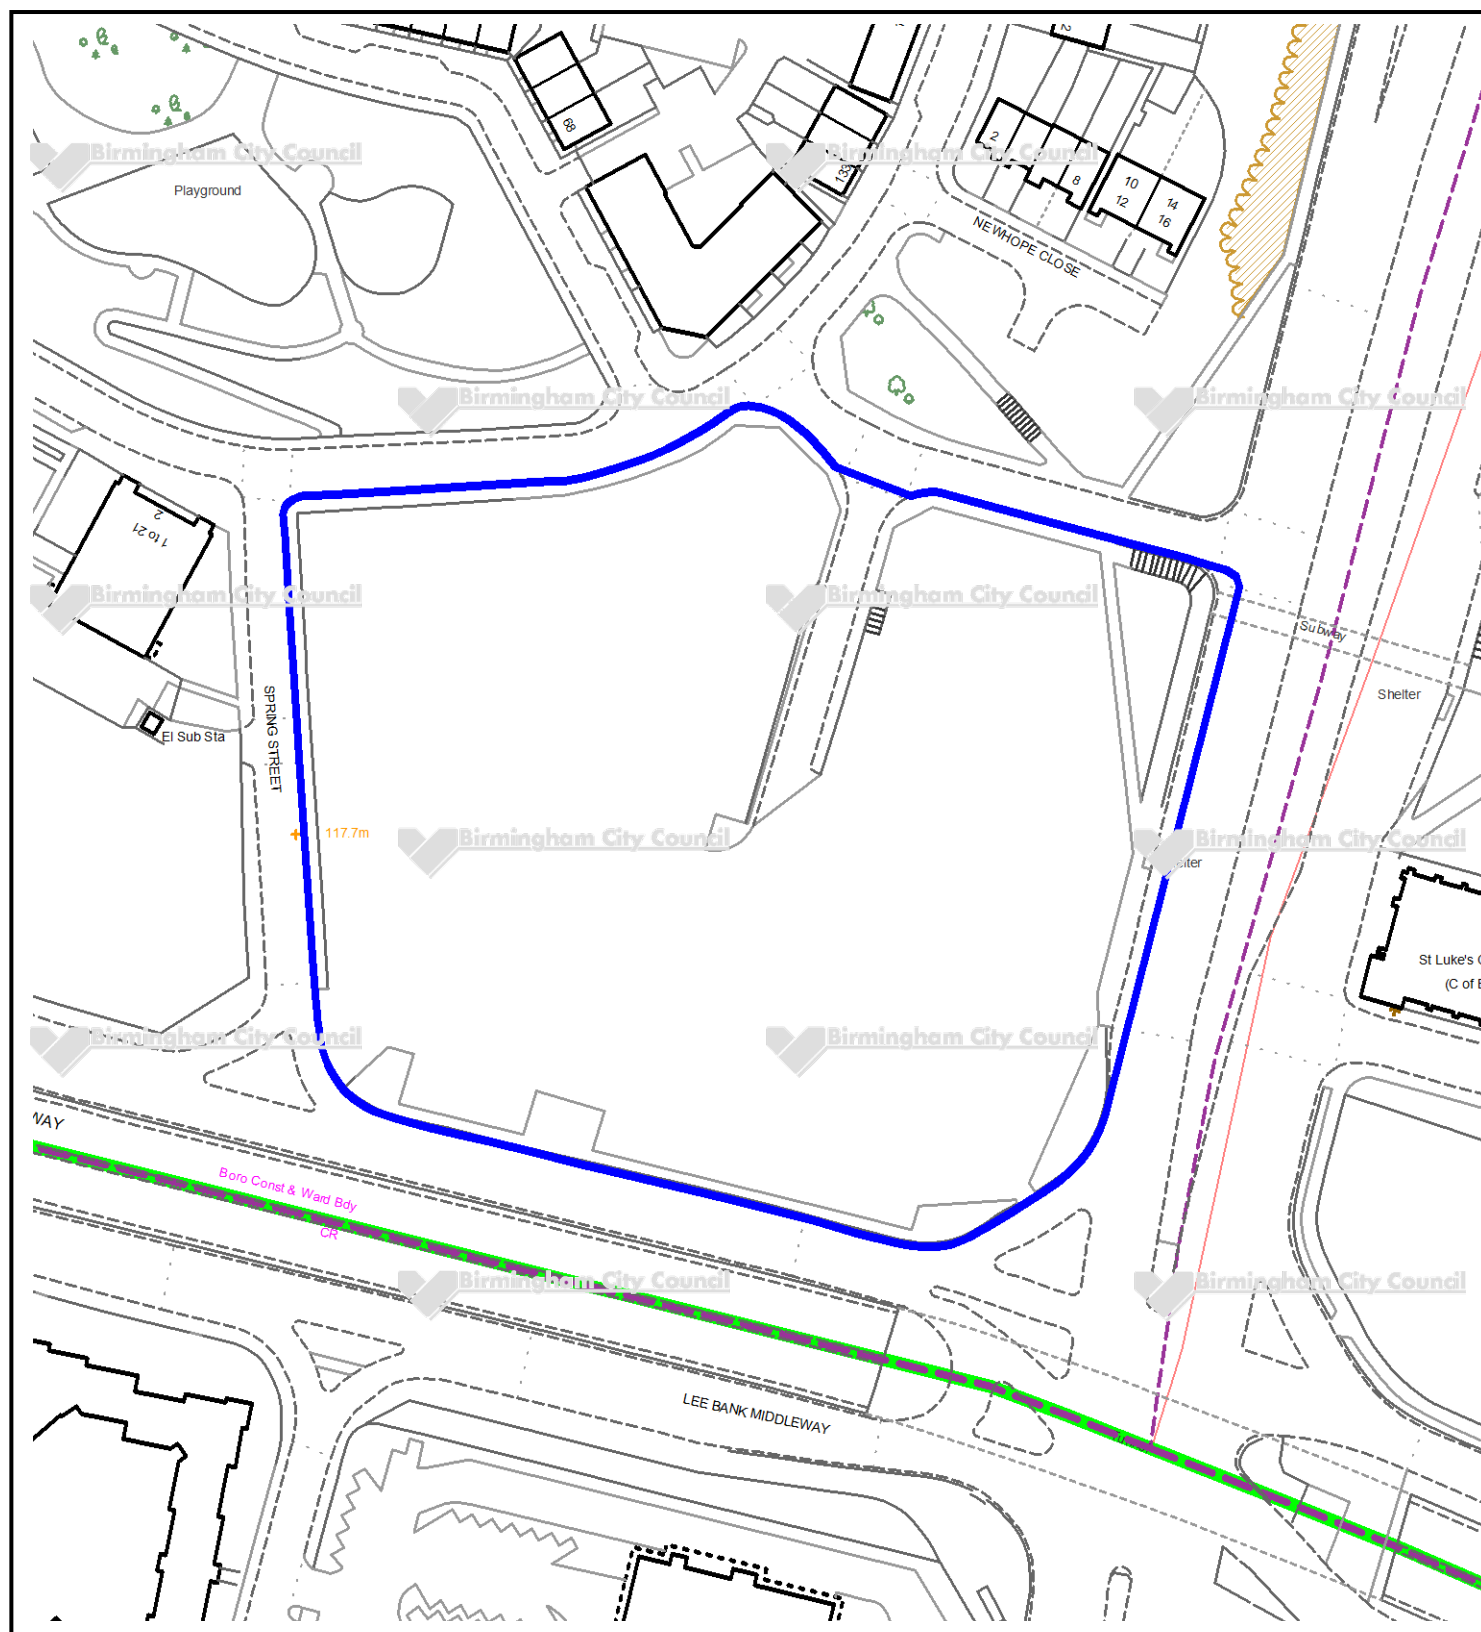 2
68
Birmingham City Council
Birmingham City Council
133
2
8
10
12
14
16
Playground
NEWHOPE CLOSE
Birmingham City Council
Birmingham City Council
2
1 to 21
Birmingham City Council
Birmingham City Council
Subway
Shelter
SPRING STREET
El Sub Sta
117.7m
Birmingham City Council
Birmingham City Council
elter
St Luke's
(C of E
Birmingham City Council
Birmingham City Council
WAY
Boro Const & Ward Bdy
CR
Birmingham City Council
Birmingham City Council
LEE BANK MIDDLEWAY